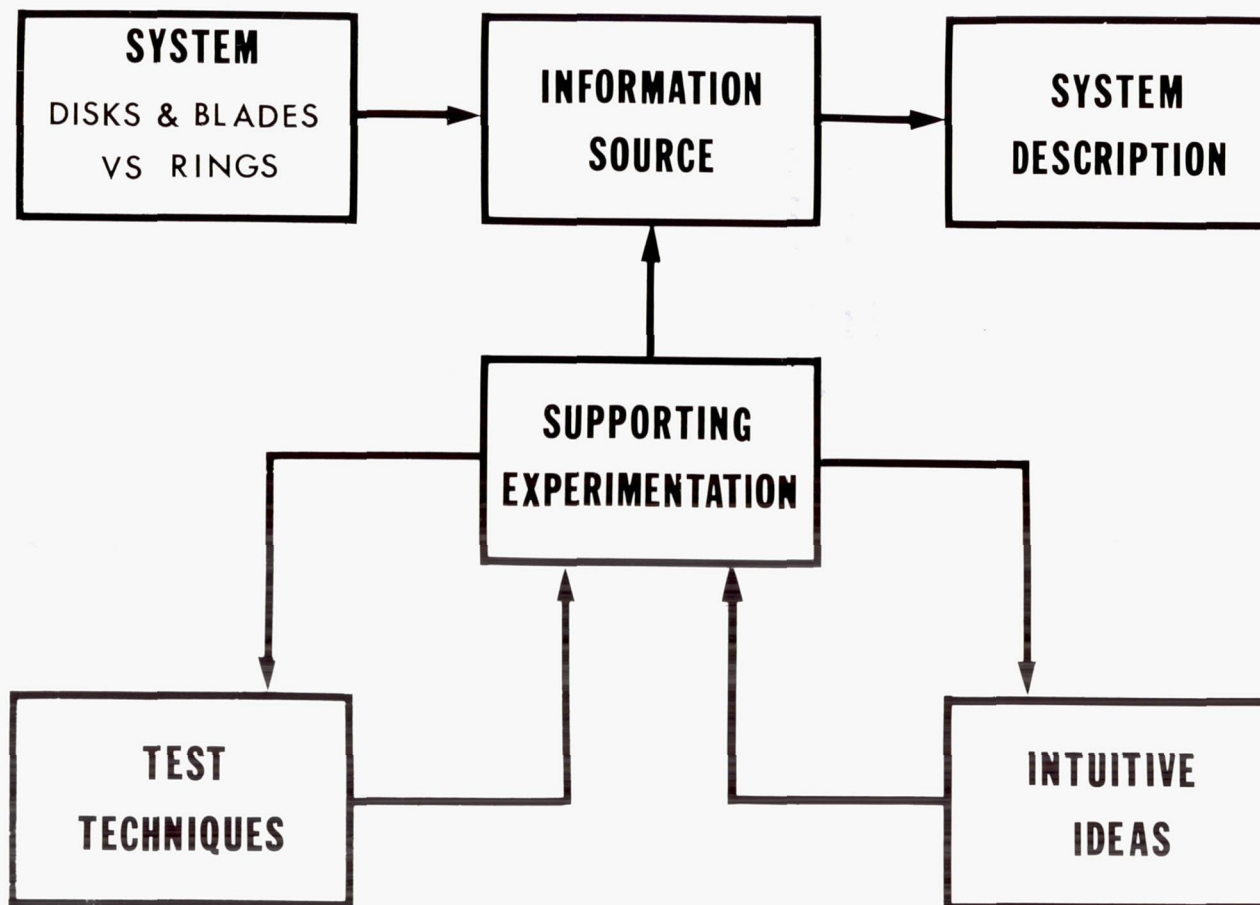 SYSTEM
DISKS & BLADES
VS RINGS
INFORMATION
SOURCE
SYSTEM
DESCRIPTION
SUPPORTING
EXPERIMENTATION
TEST
TECHNIQUES
INTUITIVE
IDEAS